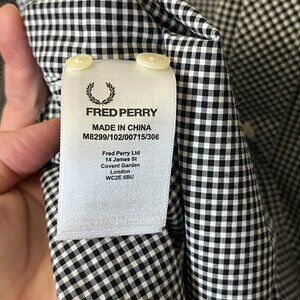 FRED PERRY
MADE IN CHINA
M8299/102/00715/306
Fred Perry Ltd
14 James St
Covent Garden
London
WC2E 8BU